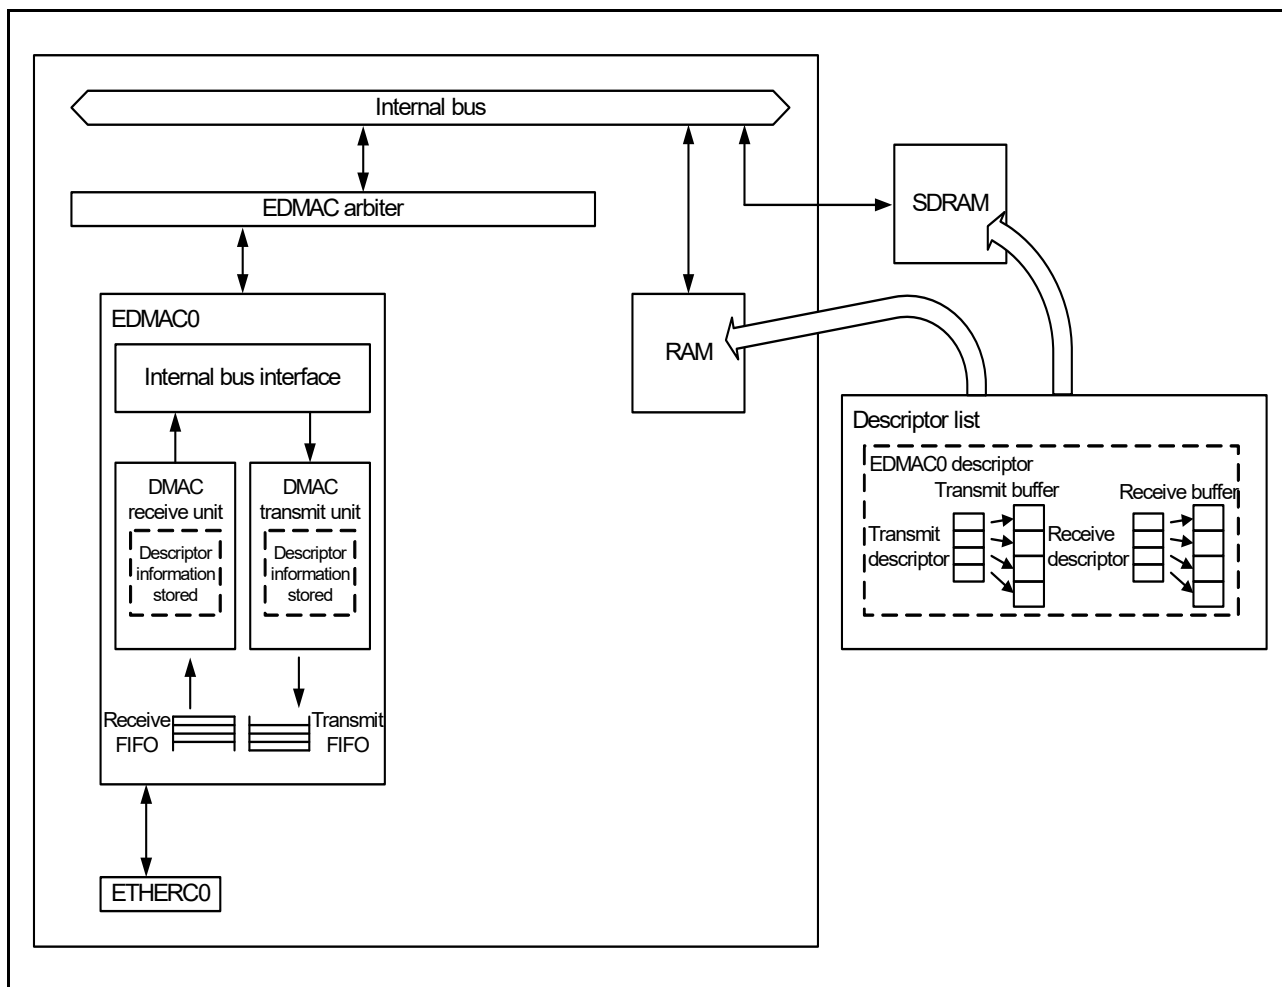 Internal bus
EDMAC arbiter
SDRAM
EDMAC0
Internal bus interface
RAM
DMAC
receive unit
Descriptor
information
stored
DMAC
transmit unit
Descriptor
information
stored
Receive
FIFO
Transmit
FIFO
ETHERC0
Descriptor list
EDMAC0 descriptor
Transmit buffer
Receive buffer
Transmit
descriptor
Receive
descriptor